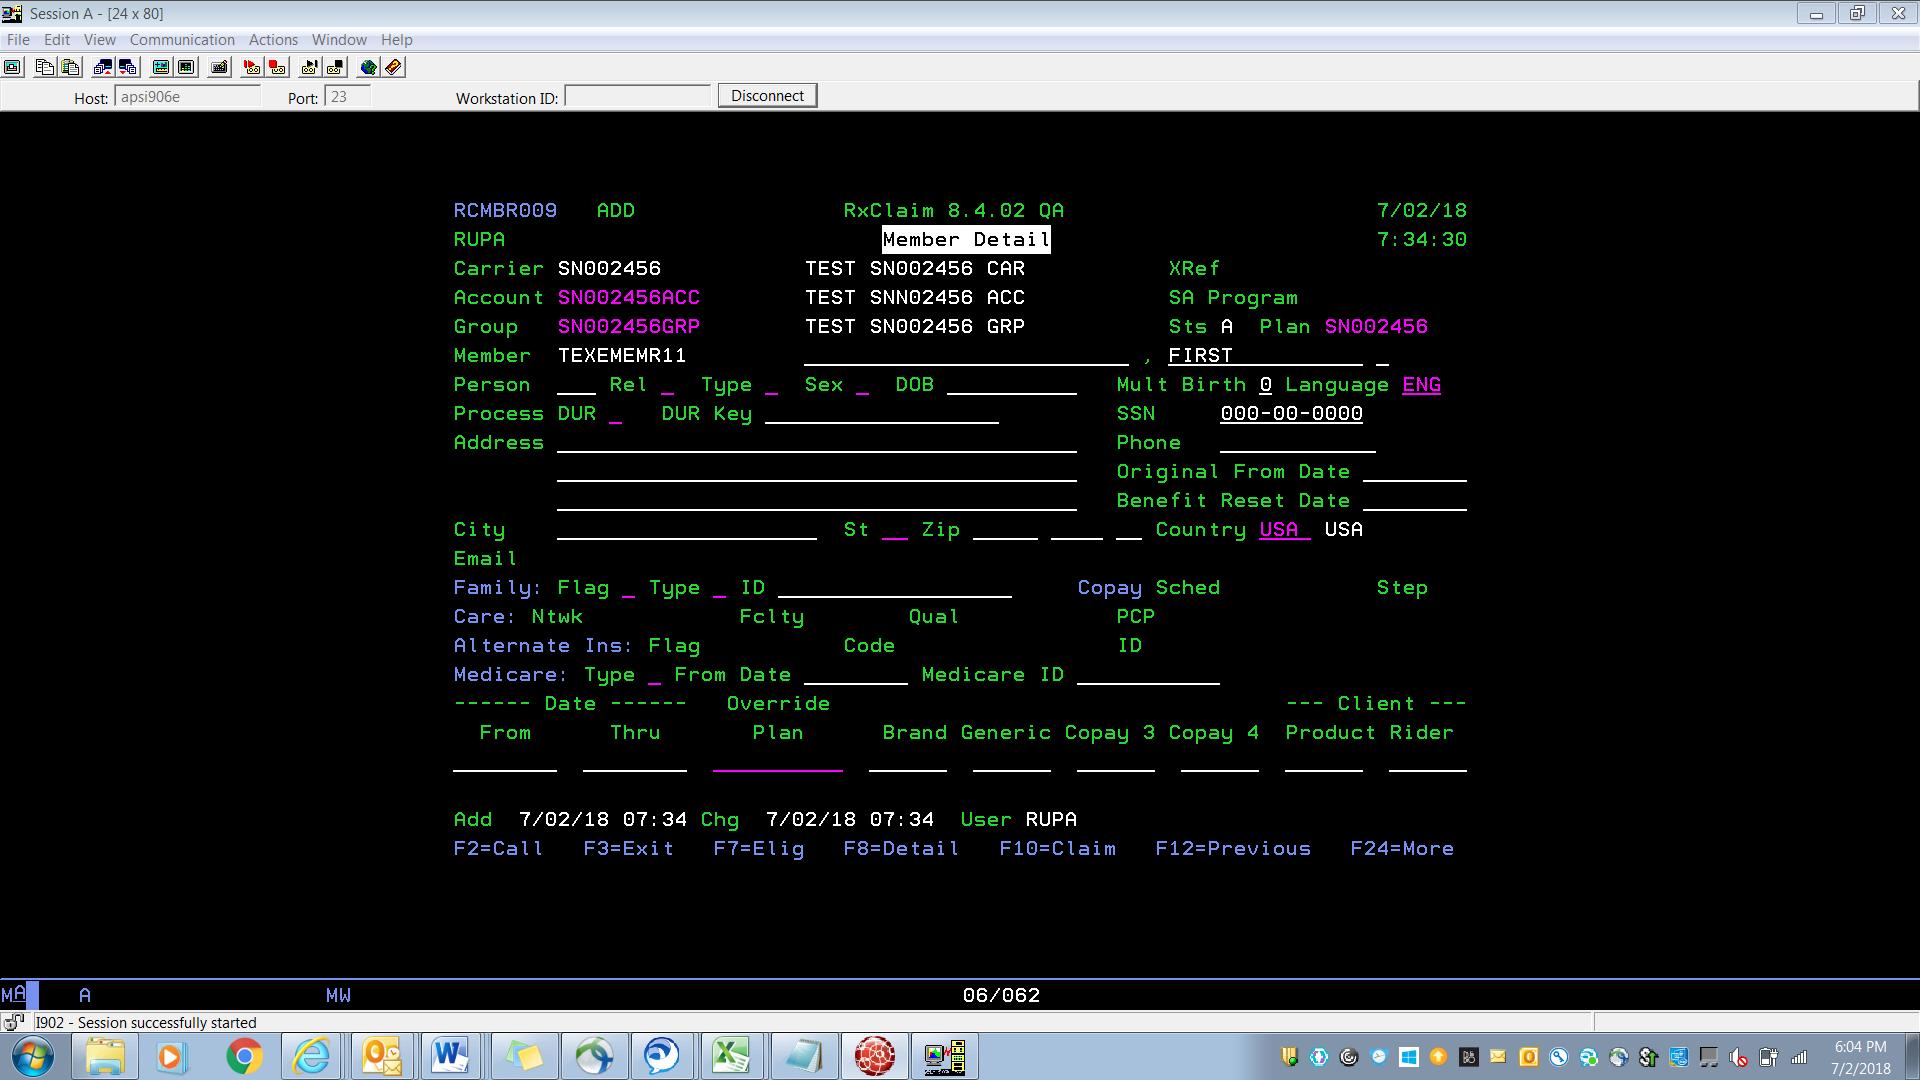 Session A - [24 x 80]
File Edit View Communication Actions Window Help
Host: apsi906e Port: 23 Workstation ID: Disconnect
RCMBR009 ADD RxClaim 8.4.02 QA 7/02/18
RUPA Member Detail 7:34:30
Carrier SN002456 TEST SN002456 CAR XRef
Account SN002456ACC TEST SNN02456 ACC SA Program
Group SN002456GRP TEST SN002456 GRP Sts A Plan SN002456
Member TEXEMEMR11 , FIRST
Person Rel Type Sex DOB Mult Birth 0 Language ENG
Process DUR DUR Key SSN 000-00-0000
Address Phone
Original From Date
Benefit Reset Date
City St Zip Country USA USA
Email
Family: Flag Type ID Copay Sched Step
Care: Ntwk Fclty Qual PCP
Alternate Ins: Flag Code ID
Medicare: Type From Date Medicare ID
------ Date ------ Override --- Client ---
From Thru Plan Brand Generic Copay 3 Copay 4 Product Rider
Add 7/02/18 07:34 Chg 7/02/18 07:34 User RUPA
F2=Call F3=Exit F7=Elig F8=Detail F10=Claim F12=Previous F24=More
MA A MW 06/062
I902 - Session successfully started
6:04 PM
7/2/2018